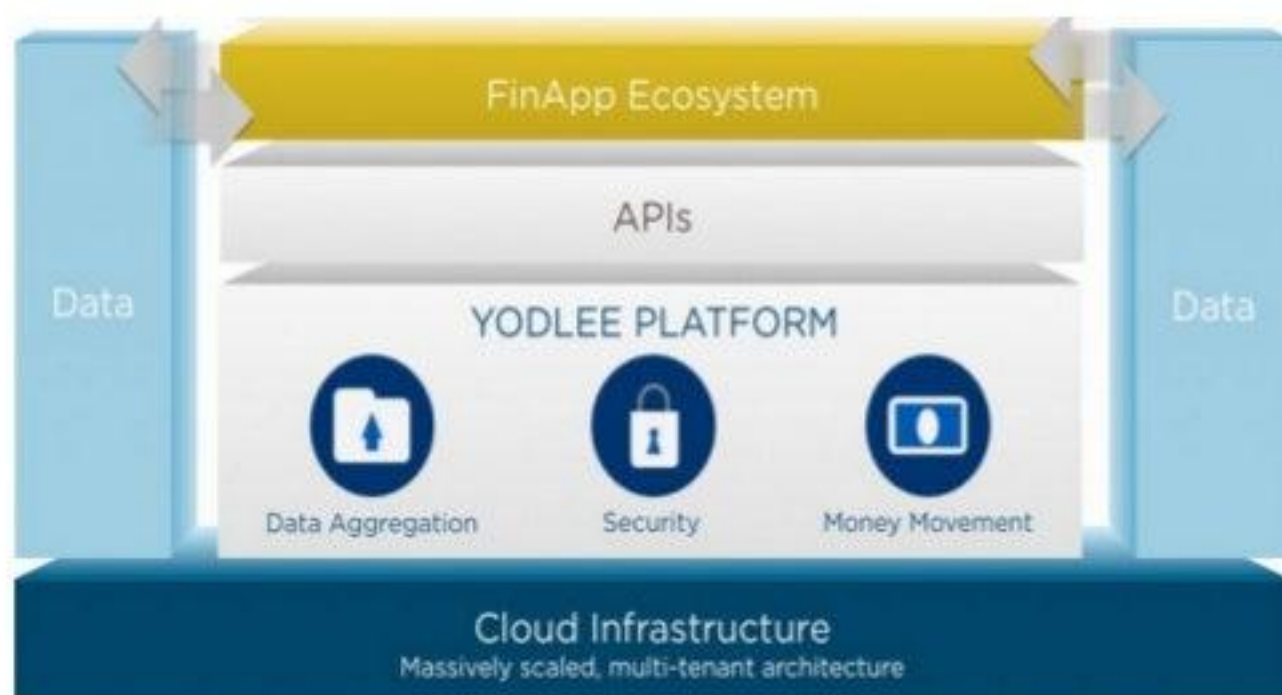 FinApp Ecosystem
APIs
Data
YODLEE PLATFORM
Data
Data Aggregation
Security
Money Movement
Cloud Infrastructure
Massively scaled, multi-tenant architecture